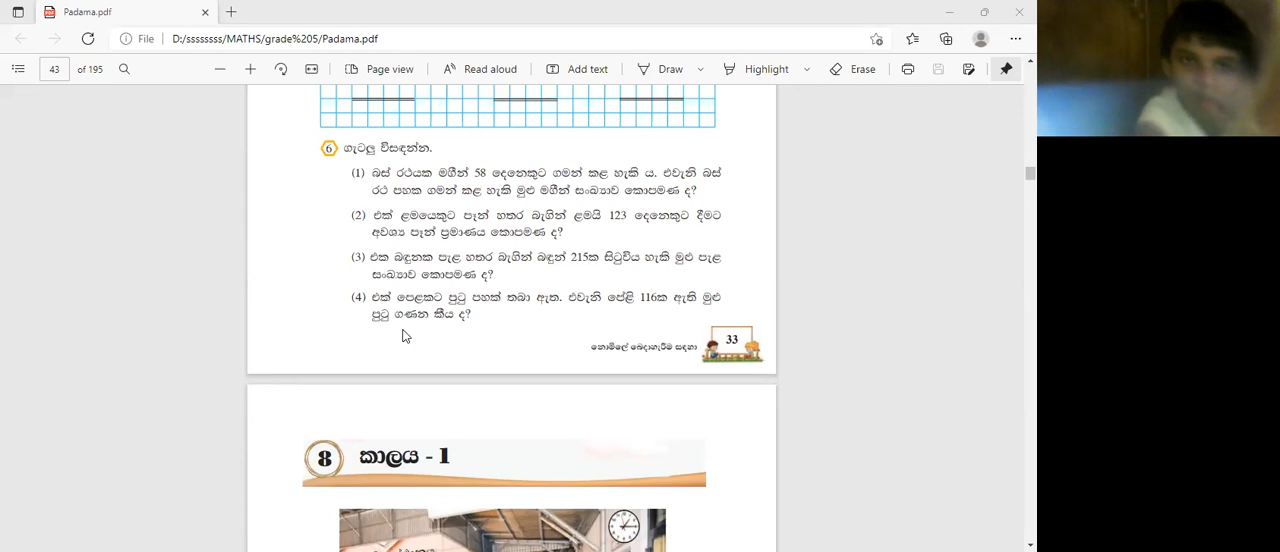 Padama.pdf
File
D:/ssssssss/MATHS/grade%205/Padama.pdf
43 of 195
Page view
Read aloud
Add text
Draw
Highlight
Erase
6 ගැටලු විසඳන්න.
(1) බස් රථයක මගීන් 58 දෙනෙකුට ගමන් කළ හැකි ය. එවැනි බස්
රථ පහක ගමන් කළ හැකි මුළු මගීන් සංඛ්‍යාව කොපමණ ද?
(2) එක් ළමයෙකුට පෑන් හතර බැගින් ළමයි 123 දෙනෙකුට දීමට
අවශ්‍ය පෑන් ප්‍රමාණය කොපමණ ද?
(3) එක බඳුනක පැළ හතර බැගින් බඳුන් 215ක සිටුවිය හැකි මුළු පැළ
සංඛ්‍යාව කොපමණ ද?
(4) එක් පෙළකට පුටු පහක් තබා ඇත. එවැනි පේළි 116ක ඇති මුළු
පුටු ගණන කීය ද?
නොමිලේ බෙදාහැරීම සඳහා
33
8 කාලය - 1